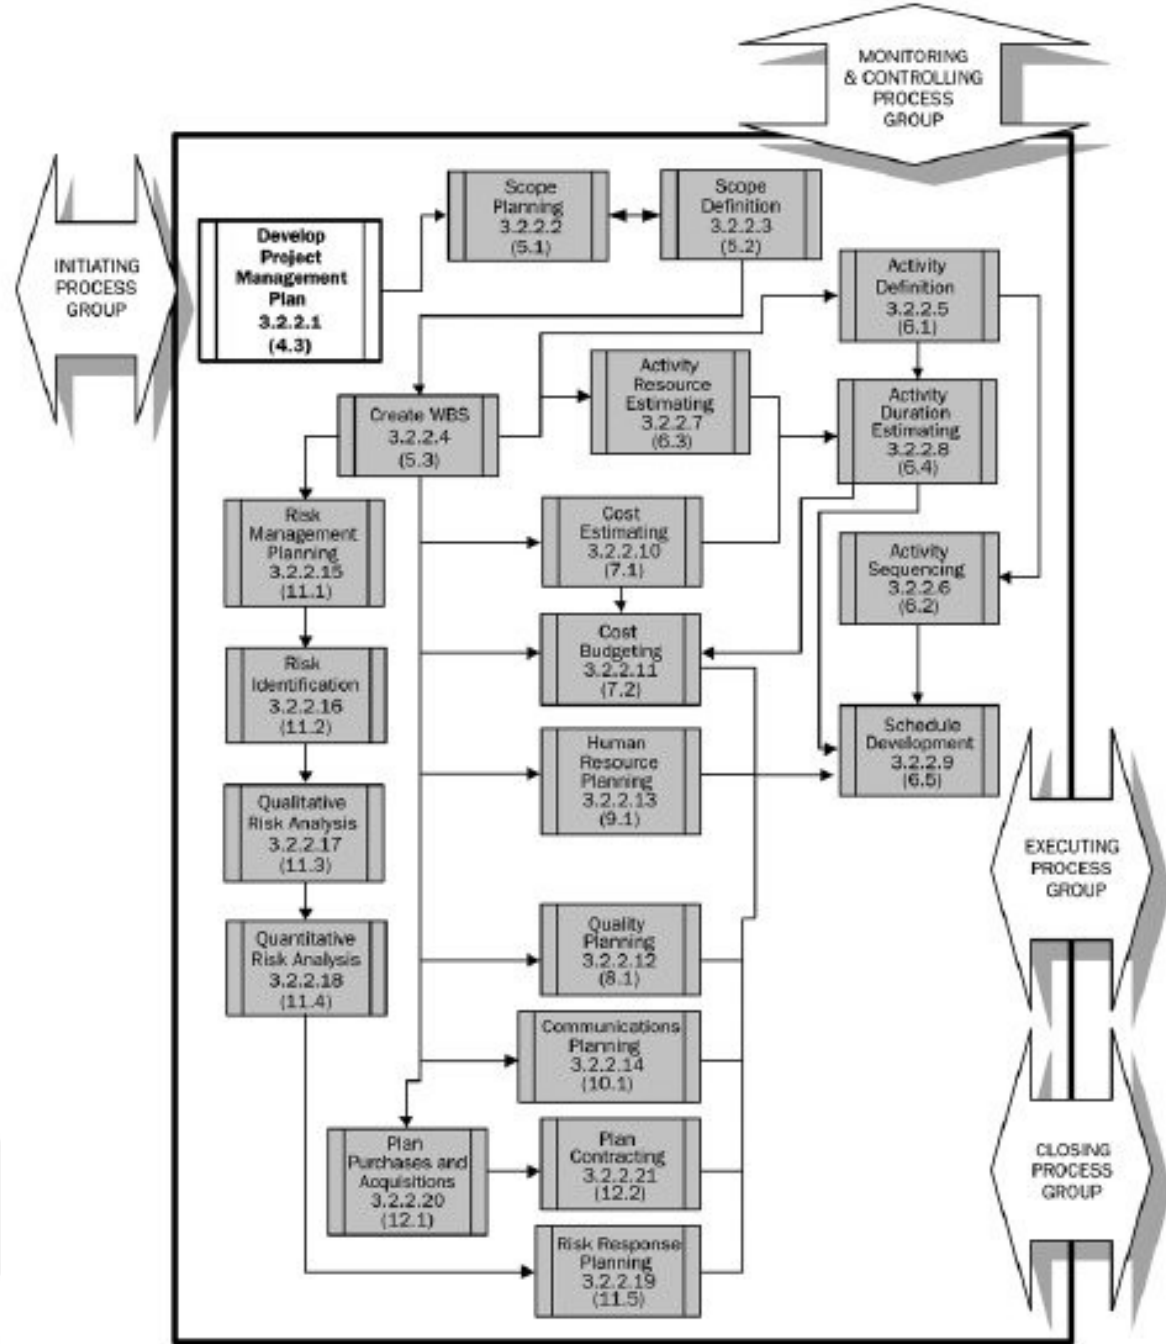 MONITORING
& CONTROLLING
PROCESS
GROUP
INITIATING
PROCESS
GROUP
Develop
Project
Management
Plan
3.2.2.1
(4.3)
Scope
Planning
3.2.2.2
(5.1)
Scope
Definition
3.2.2.3
(5.2)
Activity
Definition
3.2.2.5
(6.1)
Activity
Resource
Estimating
3.2.2.7
(6.3)
Activity
Duration
Estimating
3.2.2.8
(6.4)
Create WBS
3.2.2.4
(5.3)
Risk
Management
Planning
3.2.2.15
(11.1)
Cost
Estimating
3.2.2.10
(7.1)
Activity
Sequencing
3.2.2.6
(6.2)
Cost
Budgeting
3.2.2.11
(7.2)
Risk
Identification
3.2.2.16
(11.2)
Schedule
Development
3.2.2.9
(6.5)
Human
Resource
Planning
3.2.2.13
(9.1)
Qualitative
Risk Analysis
3.2.2.17
(11.3)
EXECUTING
PROCESS
GROUP
Quantitative
Risk Analysis
3.2.2.18
(11.4)
Quality
Planning
3.2.2.12
(8.1)
Communications
Planning
3.2.2.14
(10.1)
Plan
Purchases and
Acquisitions
3.2.2.20
(12.1)
Plan
Contracting
3.2.2.21
(12.2)
CLOSING
PROCESS
GROUP
Risk Response
Planning
3.2.2.19
(11.5)